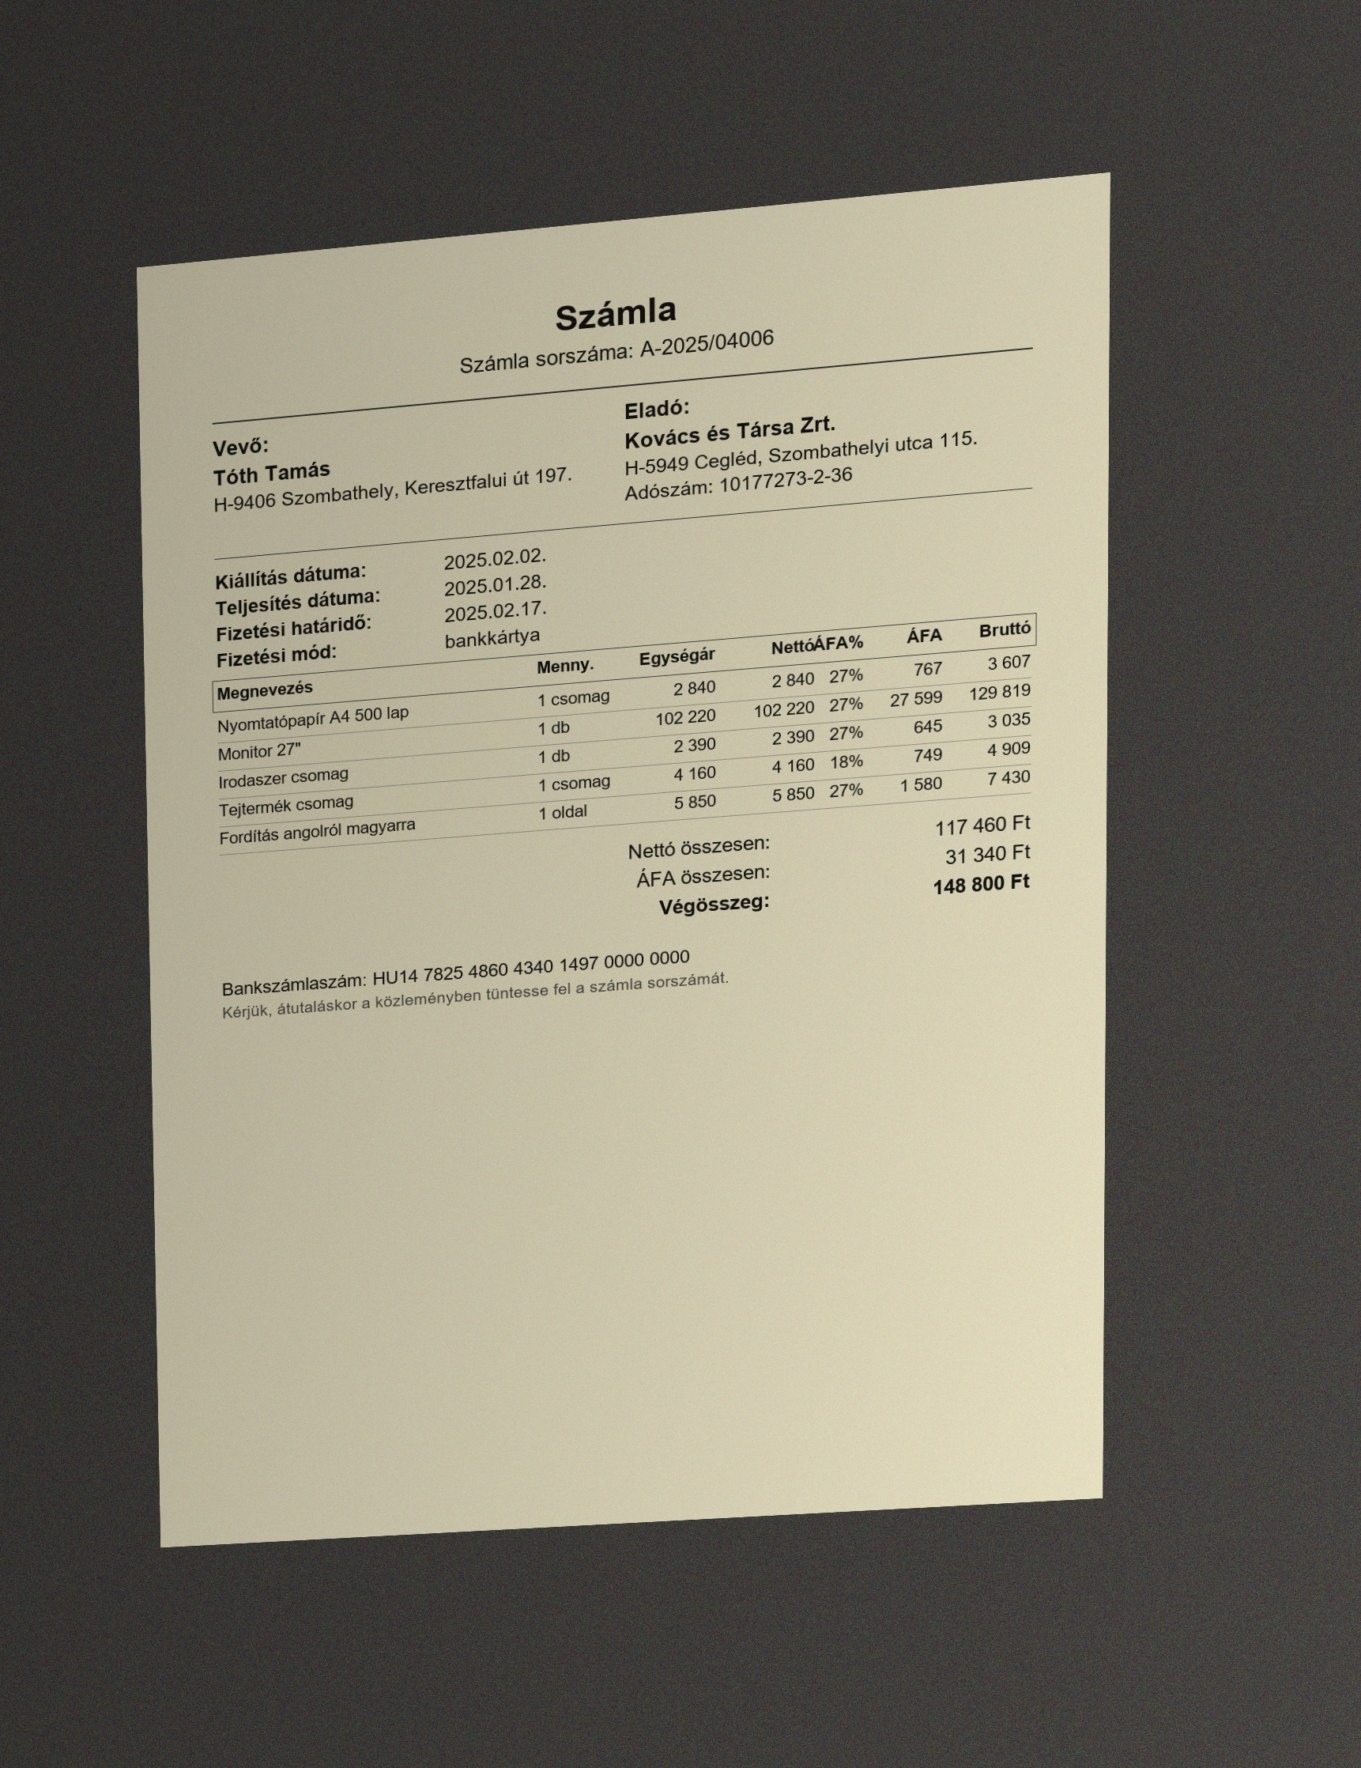 Számla
Számla sorszáma: A-2025/04006
Vevő:
Tóth Tamás
H-9406 Szombathely, Keresztfalui út 197.
Eladó:
Kovács és Társa Zrt.
H-5949 Cegléd, Szombathelyi utca 115.
Adószám: 10177273-2-36
Kiállítás dátuma: 2025.02.02.
Teljesítés dátuma: 2025.01.28.
Fizetési határidő: 2025.02.17.
Fizetési mód: bankkártya
Megnevezés Menny. Egységár Nettó ÁFA% ÁFA Bruttó
Nyomtatópapír A4 500 lap 1 csomag 2 840 2 840 27% 767 3 607
Monitor 27" 1 db 102 220 102 220 27% 27 599 129 819
Irodaszer csomag 1 db 2 390 2 390 27% 645 3 035
Tejtermék csomag 1 csomag 4 160 4 160 18% 749 4 909
Fordítás angolról magyarra 1 oldal 5 850 5 850 27% 1 580 7 430
Nettó összesen: 117 460 Ft
ÁFA összesen: 31 340 Ft
Végösszeg: 148 800 Ft
Bankszámlaszám: HU14 7825 4860 4340 1497 0000 0000
Kérjük, átutaláskor a közleményben tüntesse fel a számla sorszámát.